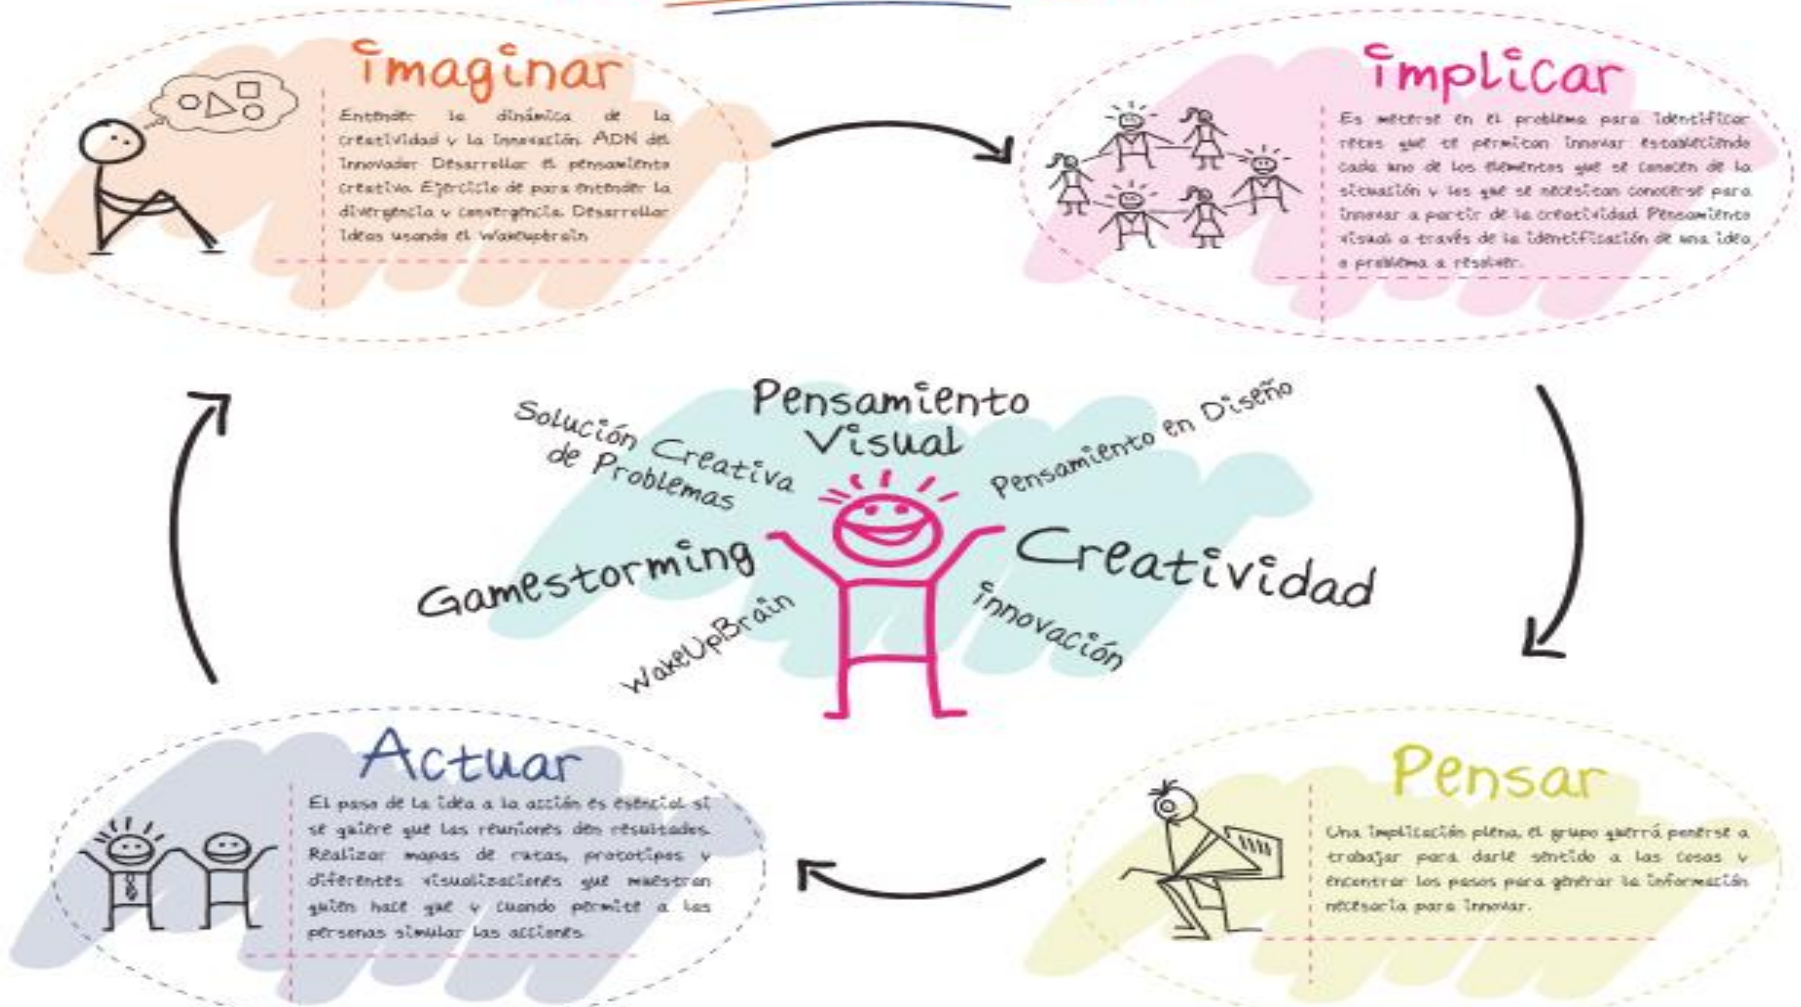 imaginar
Entender la dinámica de la
creatividad y la innovación. ADN del
innovador Desarrollar el pensamiento
creativo. Ejercicio de para entender la
divergencia y convergencia. Desarrollar
ideas usando el Wakeupbrain
implicar
Es meterse en el problema para identificar
retos que te permitan innovar estableciendo
cada uno de los elementos que se conocen de la
situación y los que se necesitan conocerse para
innovar a partir de la creatividad. Pensamiento
visual a través de la identificación de una idea
o problema a resolver.
Pensamiento
Visual
Solución Creativa
de Problemas
Pensamiento en Diseño
Gamestorming
Creatividad
WakeUpBrain
innovación
Actuar
El paso de la idea a la acción es esencial si
se quiere que las reuniones den resultados.
Realizar mapas de rutas, prototipos y
diferentes visualizaciones que muestran
quién hace qué y cuando permite a las
personas simular las acciones.
Pensar
Una implicación plena, el grupo querrá ponerse a
trabajar para darle sentido a las cosas y
encontrar los pasos para generar la información
necesaria para innovar.